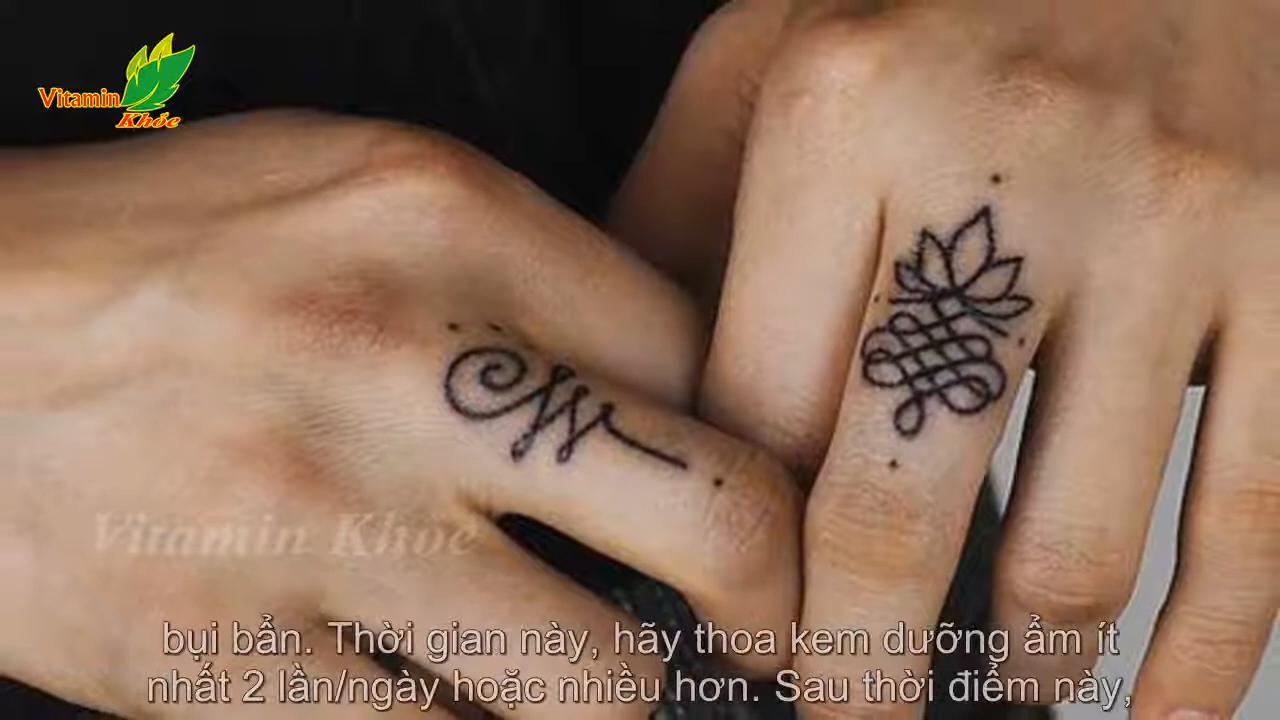 Vitamin
Khỏe
Vitamin Khoe
bụi bẩn. Thời gian này, hãy thoa kem dưỡng ẩm ít
nhất 2 lần/ngày hoặc nhiều hơn. Sau thời điểm này,